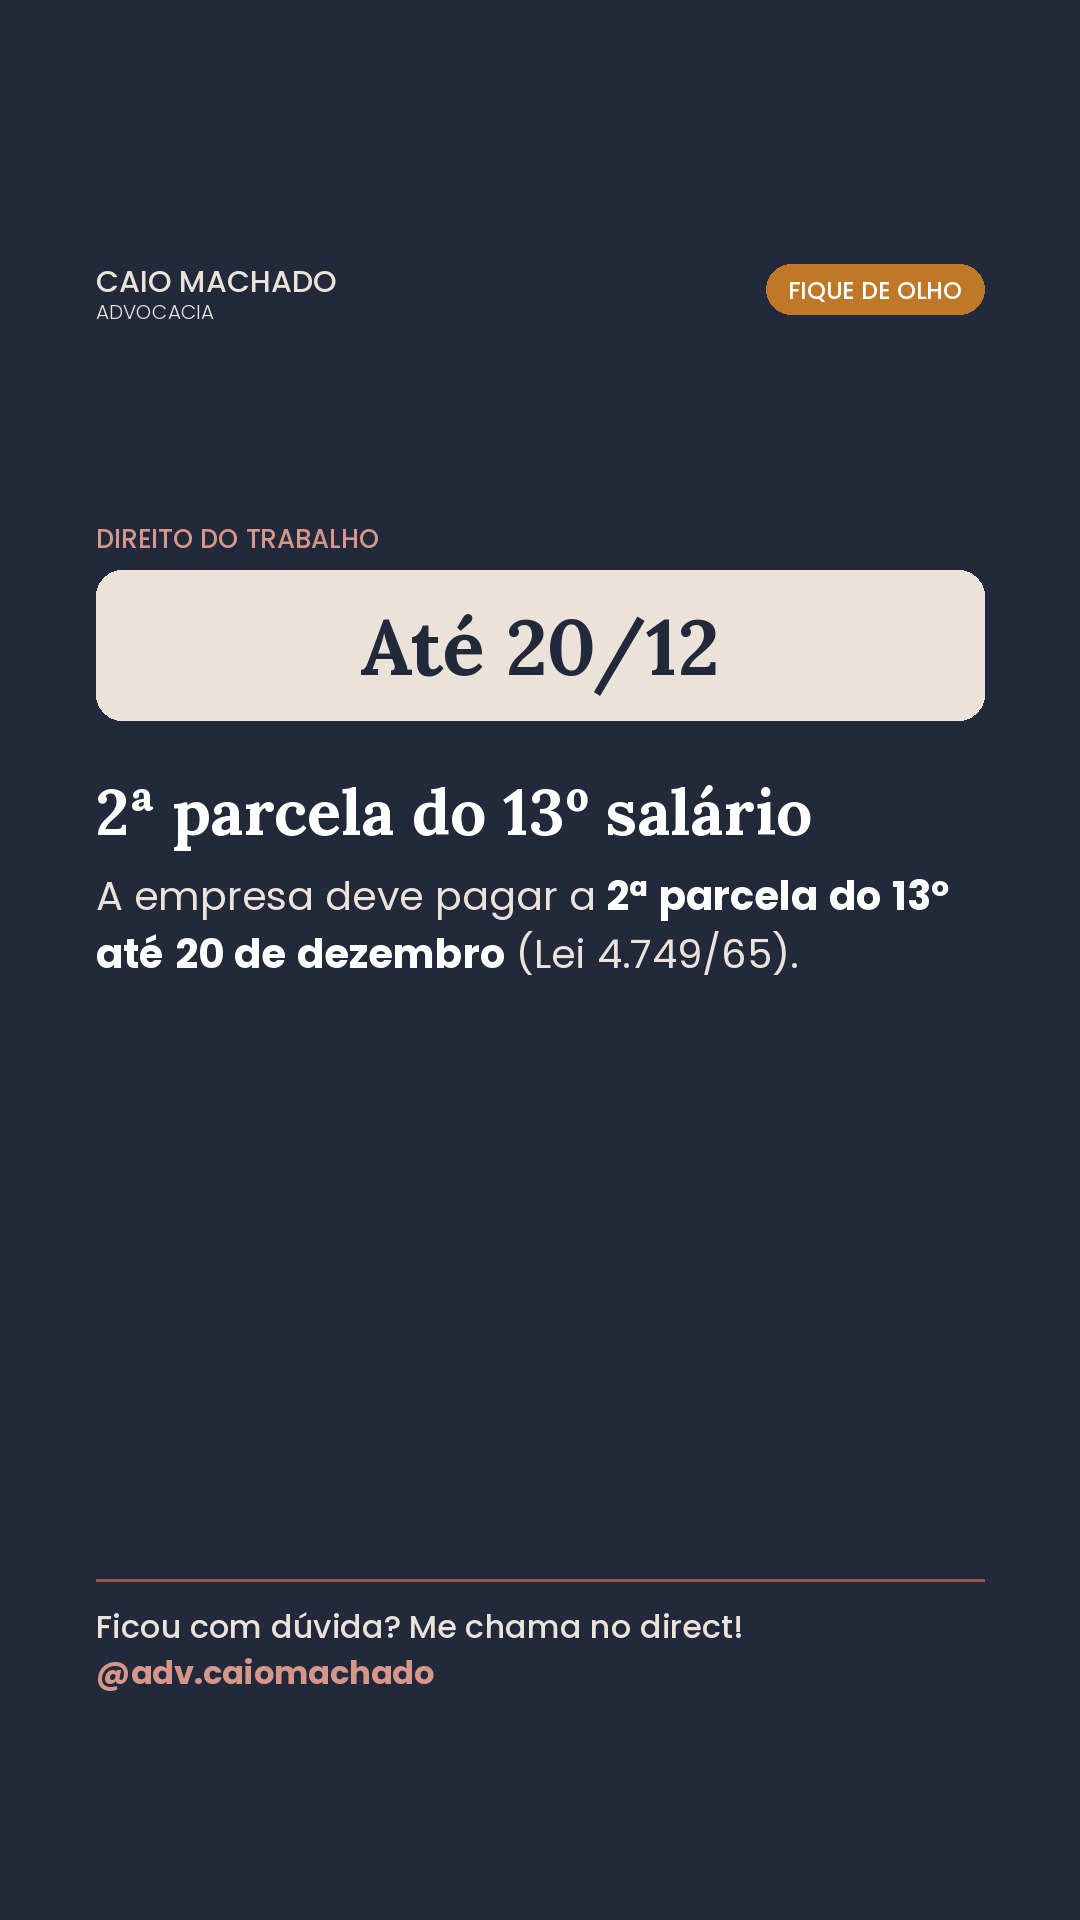 CAIO MACHADO
ADVOCACIA
FIQUE DE OLHO
DIREITO DO TRABALHO
Até 20/12
2ª parcela do 13º salário
A empresa deve pagar a 2ª parcela do 13º
até 20 de dezembro (Lei 4.749/65).
Ficou com dúvida? Me chama no direct!
@adv.caiomachado